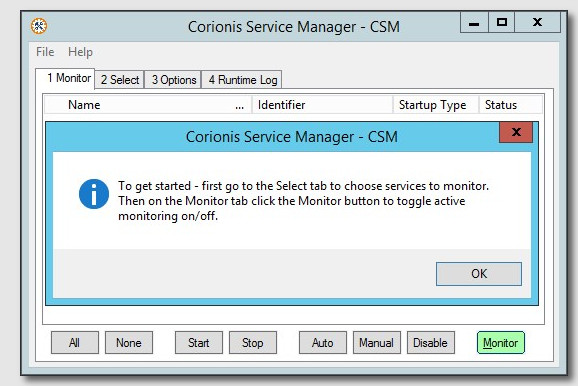 Corionis Service Manager - CSM
File Help
1 Monitor 2 Select 3 Options 4 Runtime Log
Name ... Identifier Startup Type Status
Corionis Service Manager - CSM
To get started - first go to the Select tab to choose services to monitor.
Then on the Monitor tab click the Monitor button to toggle active
monitoring on/off.
OK
All None Start Stop Auto Manual Disable Monitor